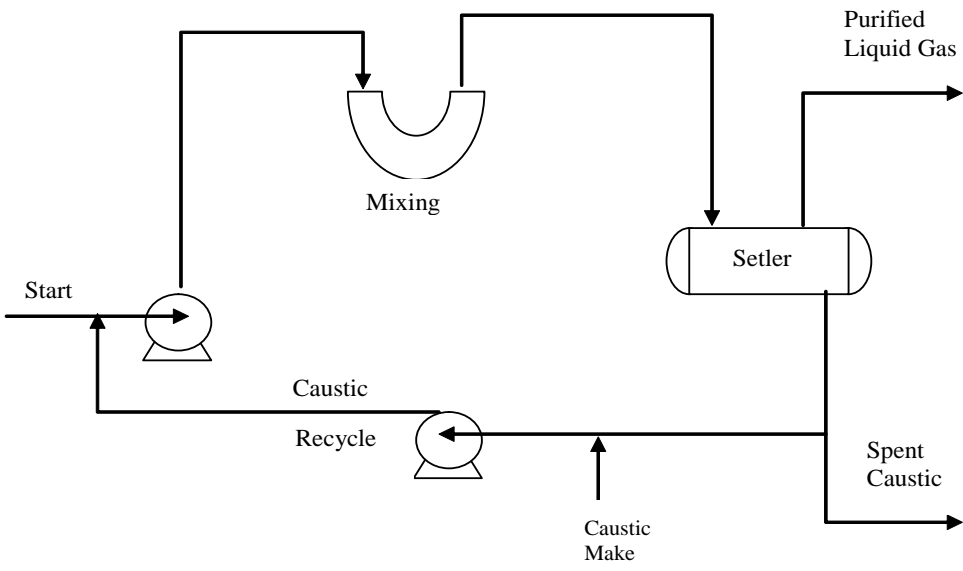 Purified
Liquid Gas
Mixing
Setler
Start
Caustic
Recycle
Spent
Caustic
Caustic
Make